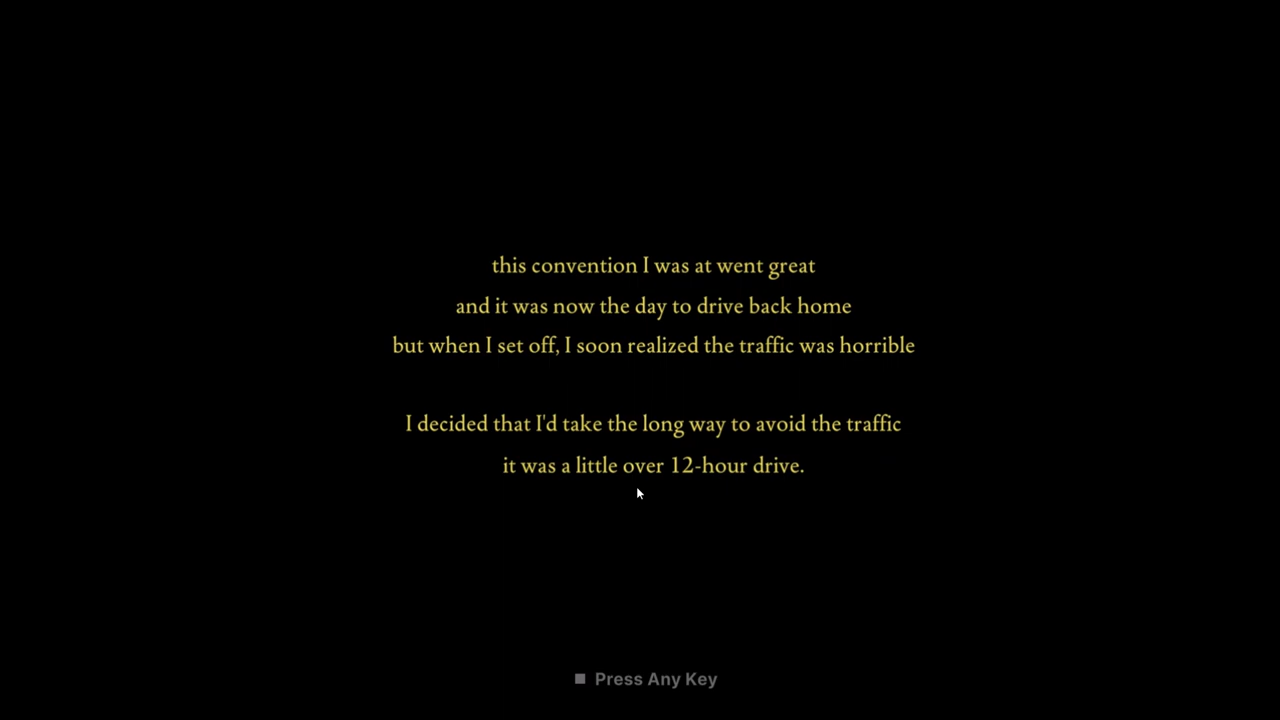 this convention I was at went great
and it was now the day to drive back home
but when I set off, I soon realized the traffic was horrible
I decided that I'd take the long way to avoid the traffic
it was a little over 12-hour drive.
Press Any Key